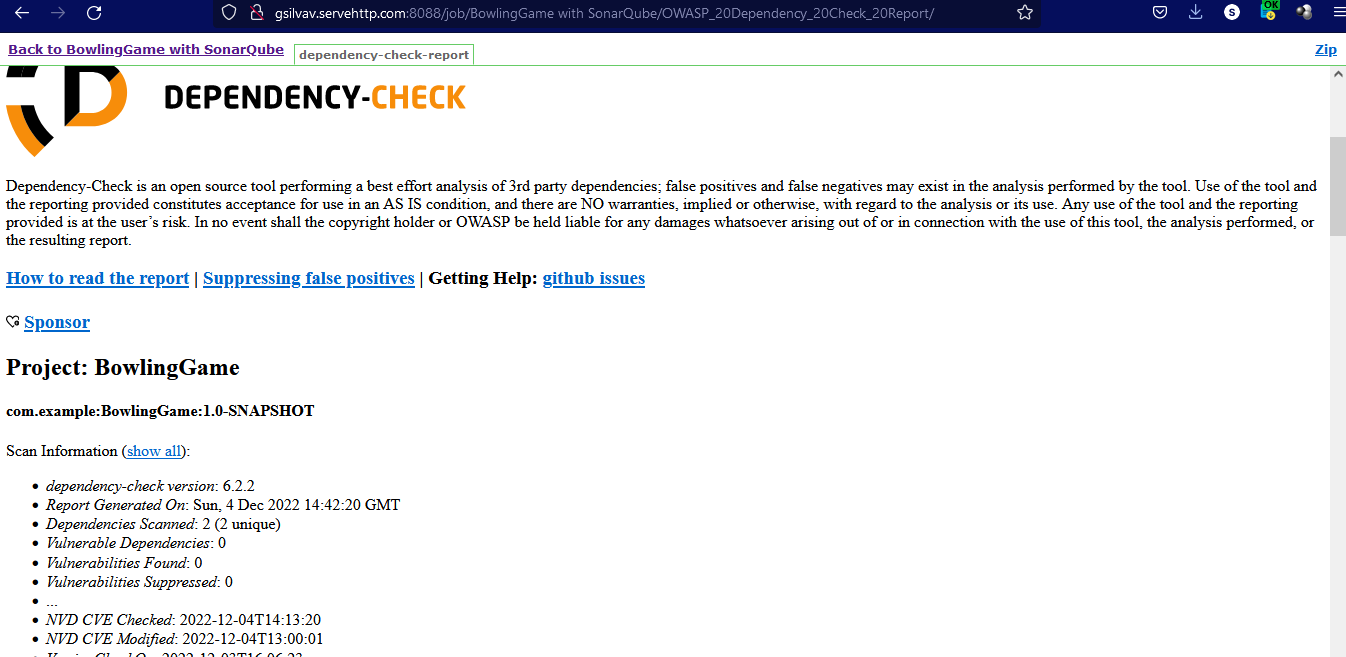 gsilvav.servehttp.com:8088/job/BowlingGame with SonarQube/OWASP_20Dependency_20Check_20Report/
S
OK
Back to BowlingGame with SonarQube
dependency-check-report
Zip
DEPENDENCY-CHECK
Dependency-Check is an open source tool performing a best effort analysis of 3rd party dependencies; false positives and false negatives may exist in the analysis performed by the tool. Use of the tool and
the reporting provided constitutes acceptance for use in an AS IS condition, and there are NO warranties, implied or otherwise, with regard to the analysis or its use. Any use of the tool and the reporting
provided is at the user’s risk. In no event shall the copyright holder or OWASP be held liable for any damages whatsoever arising out of or in connection with the use of this tool, the analysis performed, or
the resulting report.
How to read the report | Suppressing false positives | Getting Help: github issues
Sponsor
Project: BowlingGame
com.example:BowlingGame:1.0-SNAPSHOT
Scan Information (show all):
• dependency-check version: 6.2.2
• Report Generated On: Sun, 4 Dec 2022 14:42:20 GMT
• Dependencies Scanned: 2 (2 unique)
• Vulnerable Dependencies: 0
• Vulnerabilities Found: 0
• Vulnerabilities Suppressed: 0
• ...
• NVD CVE Checked: 2022-12-04T14:13:20
• NVD CVE Modified: 2022-12-04T13:00:01